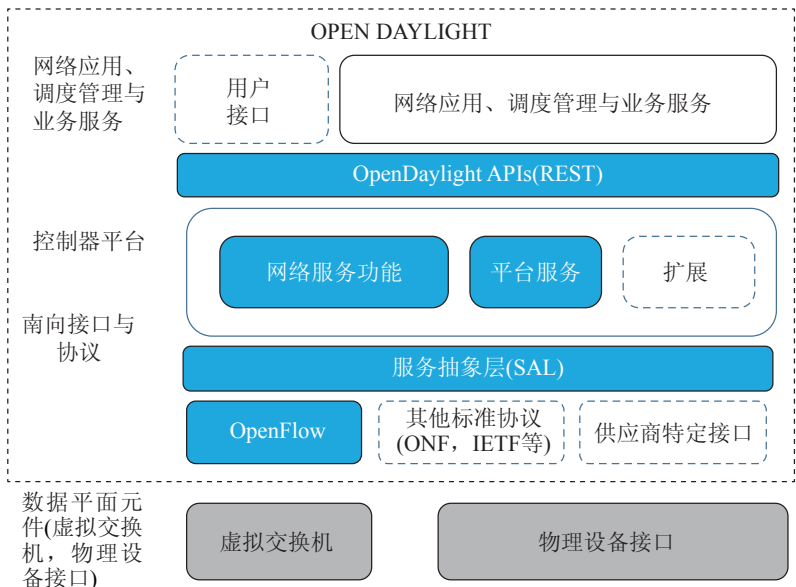 OPEN DAYLIGHT
网络应用、
调度管理与
业务服务
用户
接口
网络应用、调度管理与业务服务
OpenDaylight APIs(REST)
控制器平台
网络服务功能
平台服务
扩展
南向接口与
协议
服务抽象层(SAL)
OpenFlow
其他标准协议
(ONF，IETF等)
供应商特定接口
数据平面元
件(虚拟交换
机，物理设
备接口)
虚拟交换机
物理设备接口